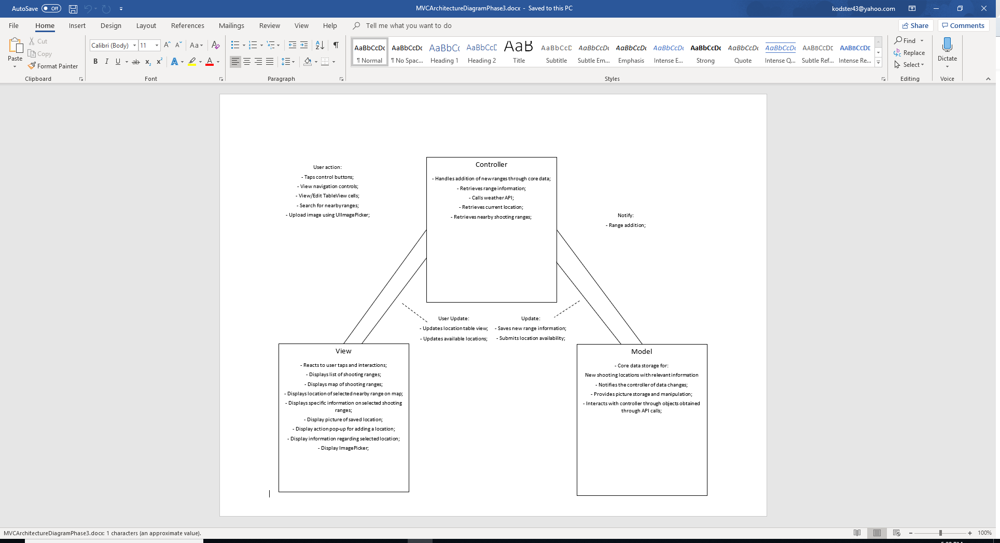 AutoSave Off MVCArchitectureDiagramPhase3.docx - Saved to this PC kodster43@yahoo.com
File Home Insert Design Layout References Mailings Review View Help Tell me what you want to do Share Comments
Paste
Cut
Copy
Format Painter
Clipboard
Calibri (Body) 11
Font
Paragraph
AaBbCcDc ¶ Normal
AaBbCcDc ¶ No Spac...
AaBbCc Heading 1
AaBbCcD Heading 2
AaB Title
AaBbCcD Subtitle
AaBbCcDc Subtle Em...
AaBbCcDc Emphasis
AaBbCcDc Intense E...
AaBbCcDc Strong
AaBbCcDc Quote
AaBbCcDc Intense Q...
AaBbCcDd Subtle Ref...
AaBbCcDd Intense Re...
Styles
Find
Replace
Select
Editing
Dictate
Voice
User action:
- Taps control buttons;
- View navigation controls;
- View/Edit TableView cells;
- Search for nearby ranges;
- Upload image using UIImagePicker;
Controller
- Handles addition of new ranges through core data;
- Retrieves range information;
- Calls weather API;
- Retrieves current location;
- Retrieves nearby shooting ranges;
Notify:
- Range addition;
User Update:
- Updates location table view;
- Updates available locations;
Update:
- Saves new range information;
- Submits location availability;
View
- Reacts to user taps and interactions;
- Displays list of shooting ranges;
- Displays map of shooting ranges;
- Displays location of selected nearby range on map;
- Displays specific information on selected shooting
ranges;
- Display picture of saved location;
- Display action pop-up for adding a location;
- Display information regarding selected location;
- Display ImagePicker;
Model
- Core data storage for:
New shooting locations with relevant information
- Notifies the controller of data changes;
- Provides picture storage and manipulation;
- Interacts with controller through objects obtained
through API calls;
MVCArchitectureDiagramPhase3.docx: 1 characters (an approximate value).
100%